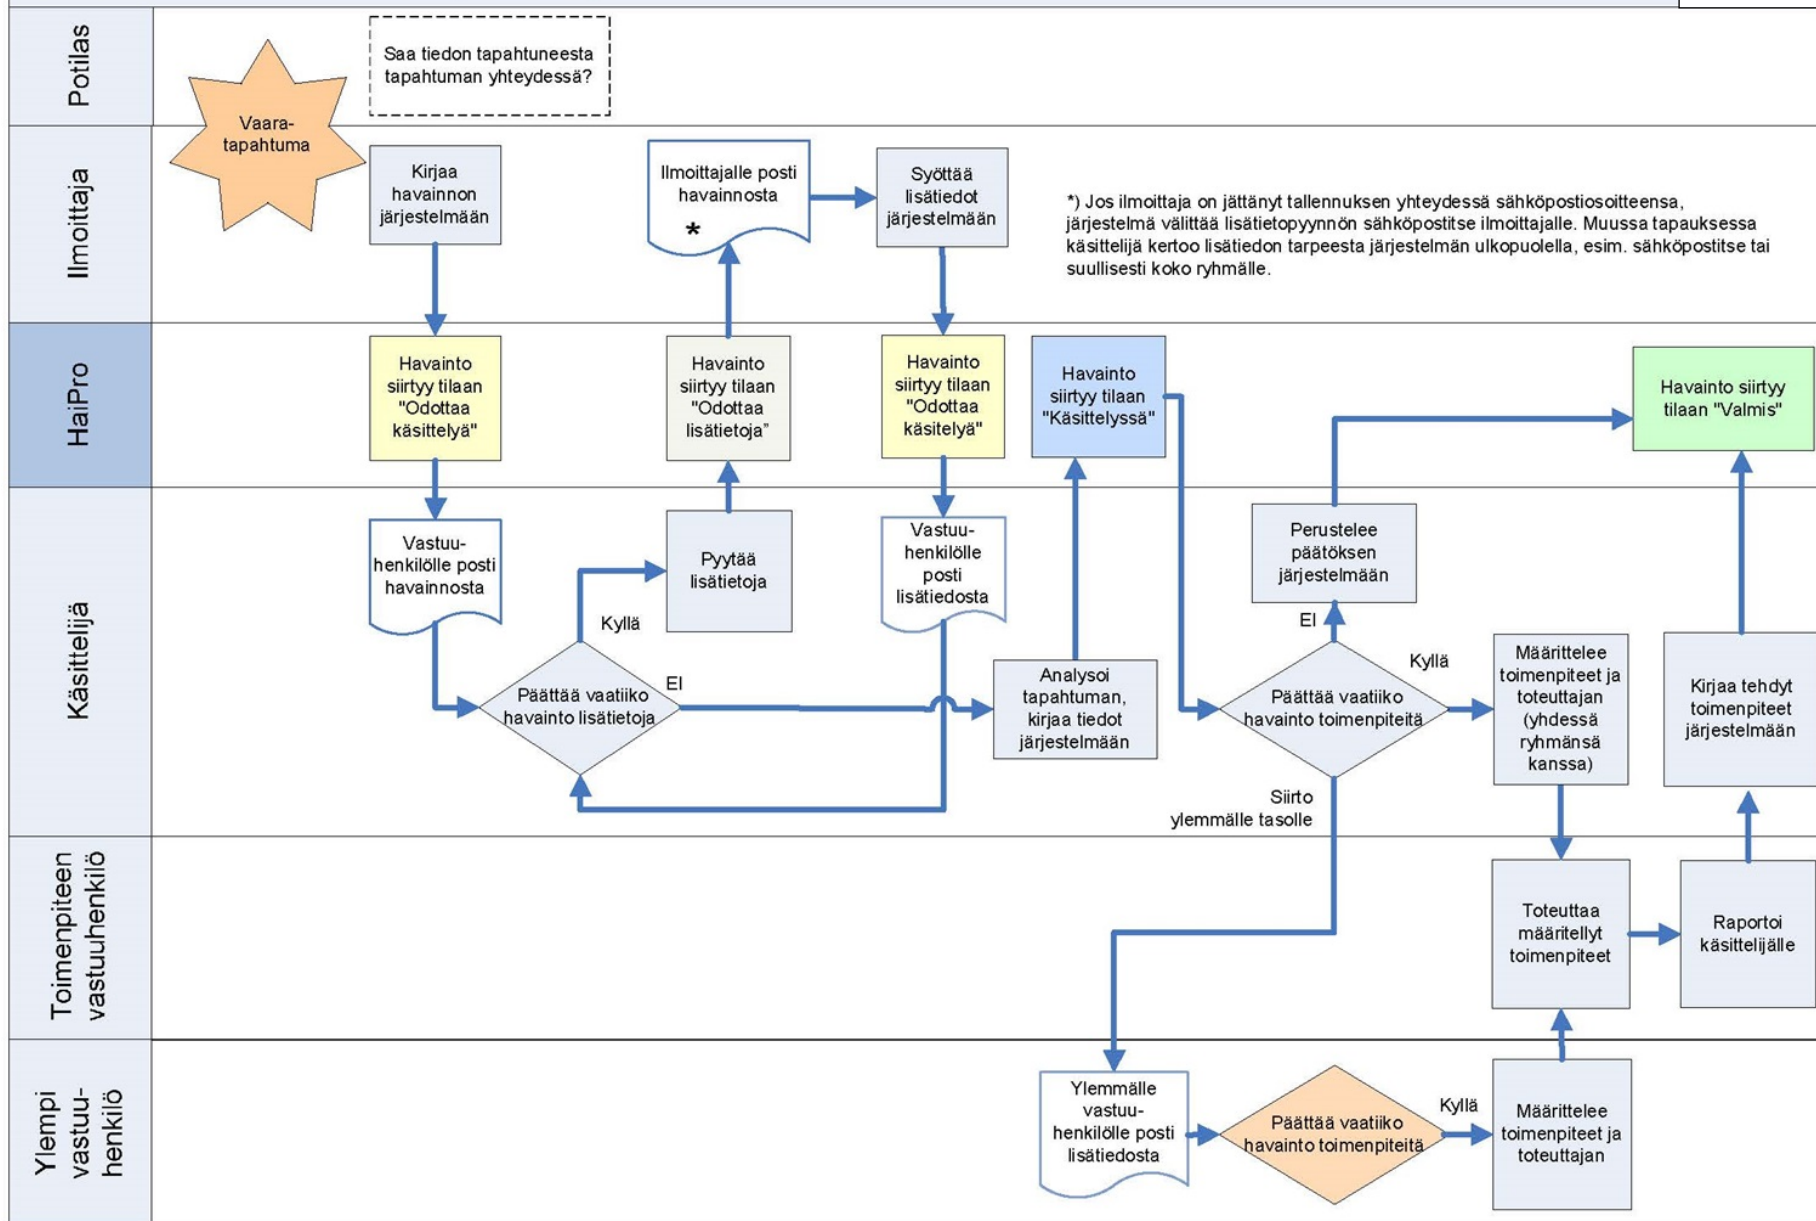 Potilas
Vaara-
tapahtuma
Saa tiedon tapahtuneesta
tapahtuman yhteydessä?
Ilmoittaja
Kirjaa
havainnon
järjestelmään
Ilmoittajalle posti
havainnosta
*
Syöttää
lisätiedot
järjestelmään
*) Jos ilmoittaja on jättänyt tallennuksen yhteydessä sähköpostiosoitteensa,
järjestelmä välittää lisätietopyynnön sähköpostitse ilmoittajalle. Muussa tapauksessa
käsittelijä kertoo lisätiedon tarpeesta järjestelmän ulkopuolella, esim. sähköpostitse tai
suullisesti koko ryhmälle.
HaiPro
Havainto
siirtyy tilaan
"Odottaa
käsittelyä"
Havainto
siirtyy tilaan
"Odottaa
lisätietoja”
Havainto
siirtyy tilaan
"Odottaa
käsitelyä"
Havainto
siirtyy tilaan
"Käsittelyssä"
Havainto siirtyy
tilaan "Valmis"
Käsittelijä
Vastuu-
henkilölle posti
havainnosta
Pyytää
lisätietoja
Kyllä
Päättää vaatiiko
havainto lisätietoja
EI
Vastuu-
henkilölle
posti
lisätiedosta
Analysoi
tapahtuman,
kirjaa tiedot
järjestelmään
Perustelee
päätöksen
järjestelmään
EI
Päättää vaatiiko
havainto toimenpiteitä
Kyllä
Siirto
ylemmälle tasolle
Määrittelee
toimenpiteet ja
toteuttajan
(yhdessä
ryhmänsä
kanssa)
Kirjaa tehdyt
toimenpiteet
järjestelmään
Toimenpiteen
vastuuhenkilö
Toteuttaa
määritellyt
toimenpiteet
Raportoi
käsittelijälle
Ylempi
vastuu-
henkilö
Ylemmälle
vastuu-
henkilölle posti
lisätiedosta
Päättää vaatiiko
havainto toimenpiteitä
Kyllä
Määrittelee
toimenpiteet ja
toteuttajan